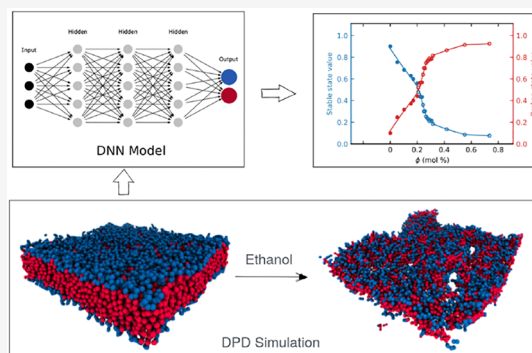 Hidden Hidden Hidden
Input
Output
DNN Model
Stable state value
1.0 1.0
0.8 0.8
0.6 0.6
0.4 0.4
0.2 0.2
0.0 0.0
0.0 0.2 0.4 0.6 0.8
ϕ (mol %)
Ethanol
DPD Simulation